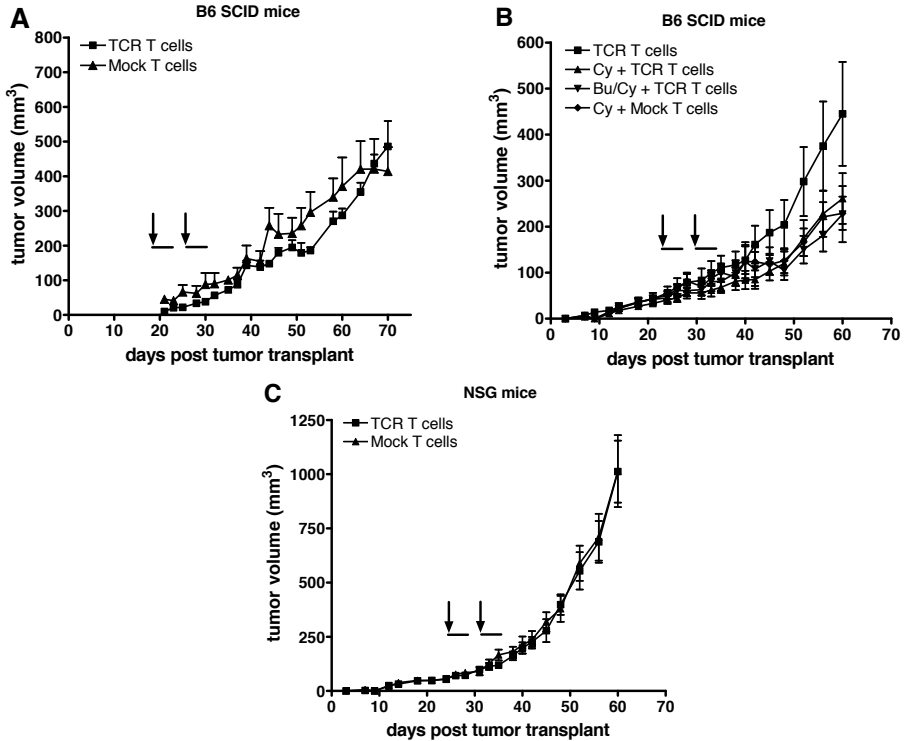 A
B6 SCID mice
TCR T cells
Mock T cells
tumor volume (mm³)
800
700
600
500
400
300
200
100
0
0 10 20 30 40 50 60 70
days post tumor transplant
B
B6 SCID mice
TCR T cells
Cy + TCR T cells
Bu/Cy + TCR T cells
Cy + Mock T cells
tumor volume (mm³)
600
500
400
300
200
100
0
0 10 20 30 40 50 60 70
days post tumor transplant
C
NSG mice
TCR T cells
Mock T cells
tumor volume (mm³)
1250
1000
750
500
250
0
0 10 20 30 40 50 60 70
days post tumor transplant